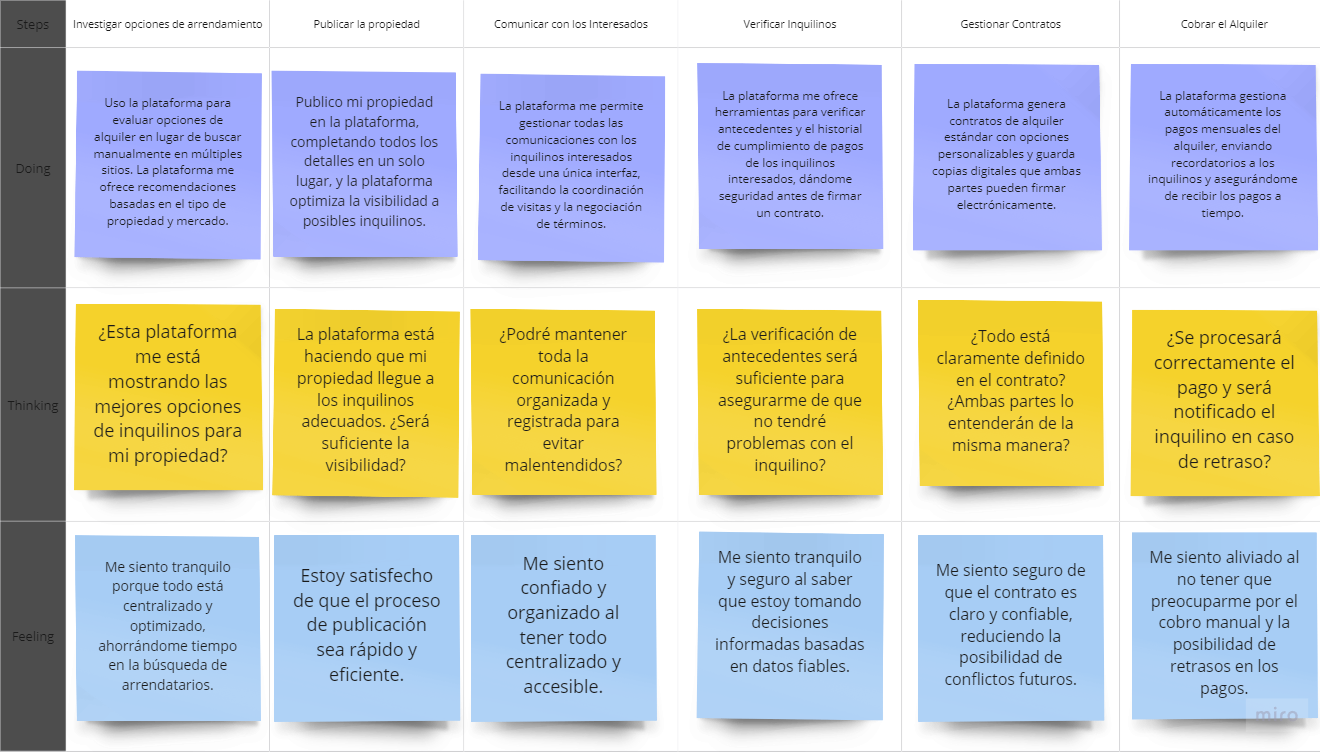 Steps
Investigar opciones de arrendamiento
Publicar la propiedad
Comunicar con los Interesados
Verificar Inquilinos
Gestionar Contratos
Cobrar el Alquiler
Doing
Uso la plataforma para
evaluar opciones de
alquiler en lugar de buscar
manualmente en múltiples
sitios. La plataforma me
ofrece recomendaciones
basadas en el tipo de
propiedad y mercado.
Publico mi propiedad
en la plataforma,
completando todos los
detalles en un solo
lugar, y la plataforma
optimiza la visibilidad a
posibles inquilinos.
La plataforma me permite
gestionar todas las
comunicaciones con los
inquilinos interesados
desde una única interfaz,
facilitando la coordinación
de visitas y la negociación
de términos.
La plataforma me ofrece
herramientas para verificar
antecedentes y el historial
de cumplimiento de pagos
de los inquilinos
interesados, dándome
seguridad antes de firmar
un contrato.
La plataforma genera
contratos de alquiler
estándar con opciones
personalizables y guarda
copias digitales que ambas
partes pueden firmar
electrónicamente.
La plataforma gestiona
automáticamente los
pagos mensuales del
alquiler, enviando
recordatorios a los
inquilinos y asegurándome
de recibir los pagos a
tiempo.
Thinking
¿Esta plataforma
me está
mostrando las
mejores opciones
de inquilinos para
mi propiedad?
La plataforma está
haciendo que mi
propiedad llegue a
los inquilinos
adecuados. ¿Será
suficiente la
visibilidad?
¿Podré mantener
toda la
comunicación
organizada y
registrada para
evitar
malentendidos?
¿La verificación de
antecedentes será
suficiente para
asegurarme de que
no tendré
problemas con el
inquilino?
¿Todo está
claramente definido
en el contrato?
¿Ambas partes lo
entenderán de la
misma manera?
¿Se procesará
correctamente el
pago y será
notificado el
inquilino en caso
de retraso?
Feeling
Me siento tranquilo
porque todo está
centralizado y
optimizado,
ahorrándome tiempo
en la búsqueda de
arrendatarios.
Estoy satisfecho
de que el proceso
de publicación
sea rápido y
eficiente.
Me siento
confiado y
organizado al
tener todo
centralizado y
accesible.
Me siento tranquilo
y seguro al saber
que estoy tomando
decisiones
informadas basadas
en datos fiables.
Me siento seguro de
que el contrato es
claro y confiable,
reduciendo la
posibilidad de
conflictos futuros.
Me siento aliviado al
no tener que
preocuparme por el
cobro manual y la
posibilidad de
retrasos en los
pagos.
miro